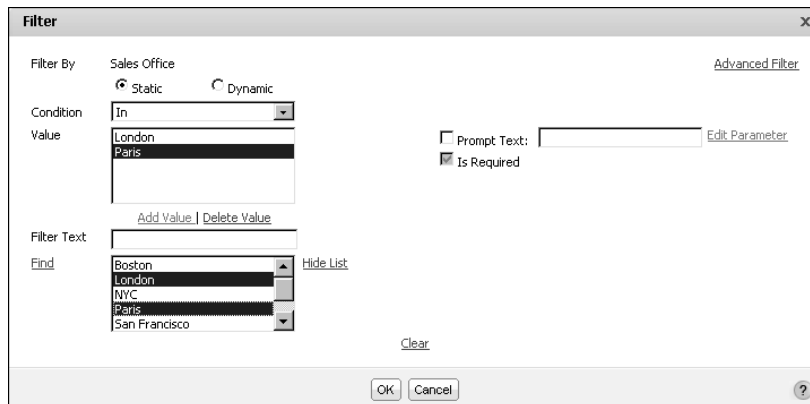 Filter x
Filter By Sales Office Advanced Filter
Static Dynamic
Condition In
Value London
Paris
Prompt Text: Edit Parameter
Is Required
Add Value | Delete Value
Filter Text
Find Boston Hide List
London
NYC
Paris
San Francisco
Clear
OK Cancel ?